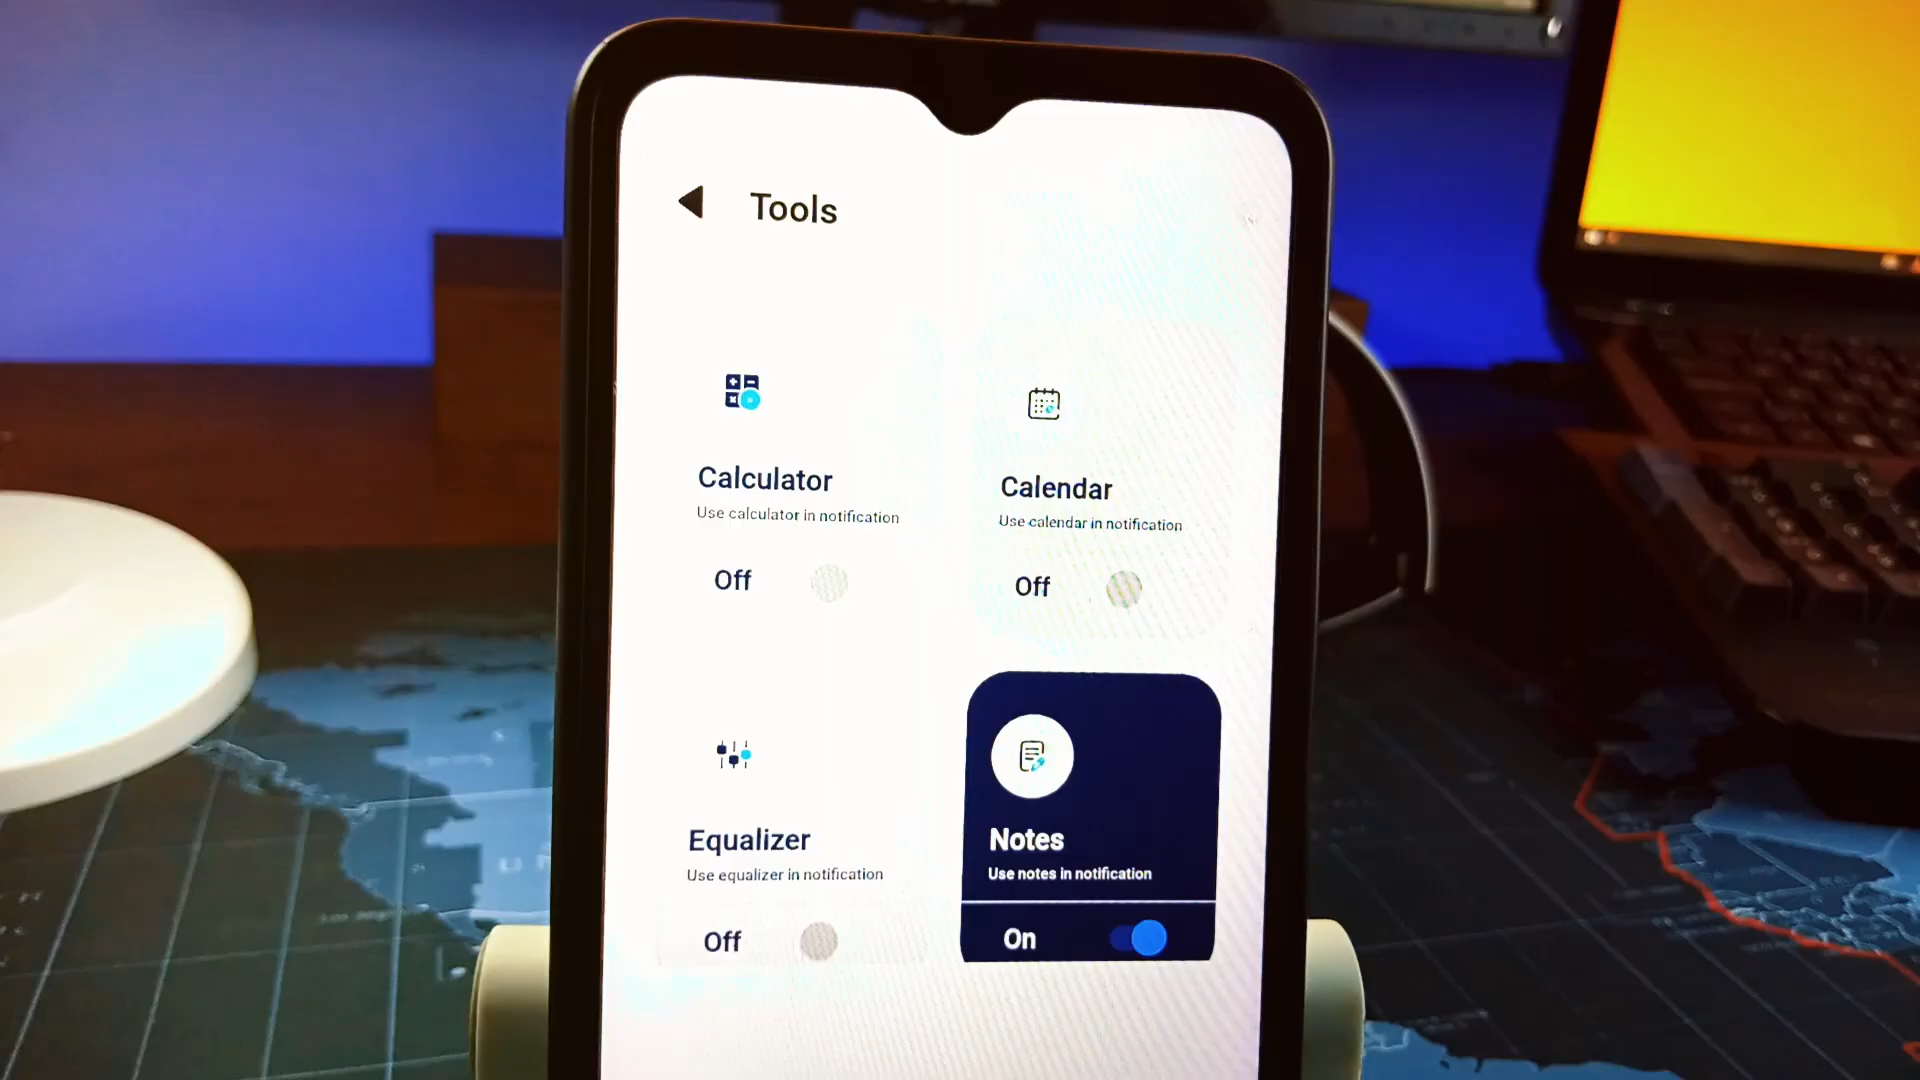 Tools
Calculator
Use calculator in notification
Off
Calendar
Use calendar in notification
Off
Equalizer
Use equalizer in notification
Off
Notes
Use notes in notification
On